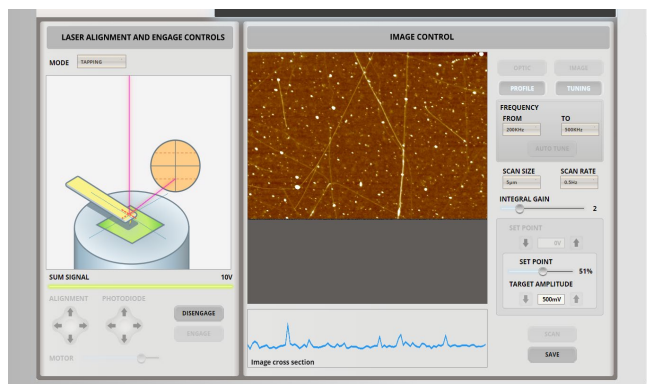 LASER ALIGNMENT AND ENGAGE CONTROLS
MODE TAPPING
SUM SIGNAL 10V
ALIGNMENT PHOTODIODE
DISENGAGE
ENGAGE
MOTOR
IMAGE CONTROL
Image cross section
OPTIC IMAGE
PROFILE TUNING
FREQUENCY
FROM TO
200KHz 500KHz
AUTO TUNE
SCAN SIZE SCAN RATE
5µm 0.5Hz
INTEGRAL GAIN
2
SET POINT
0V
SET POINT
51%
TARGET AMPLITUDE
500mV
SCAN
SAVE